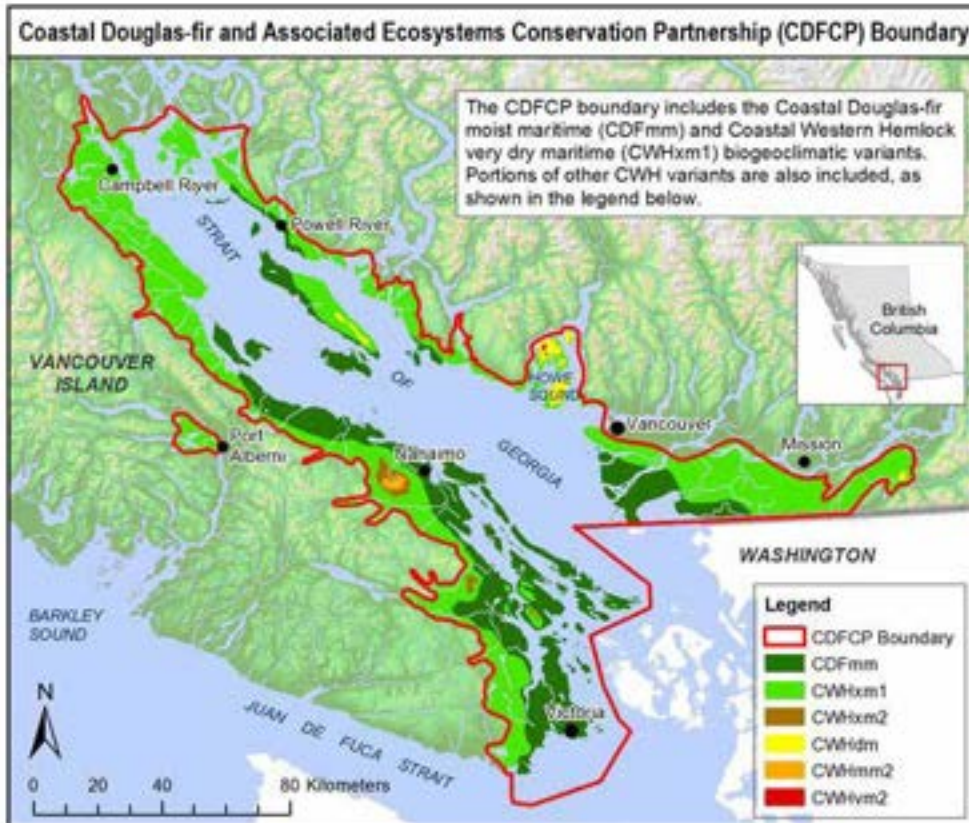 Coastal Douglas-fir and Associated Ecosystems Conservation Partnership (CDFCP) Boundary
The CDFCP boundary includes the Coastal Douglas-fir
moist maritime (CDFmm) and Coastal Western Hemlock
very dry maritime (CWHxm1) biogeoclimatic variants.
Portions of other CWH variants are also included, as
shown in the legend below.
Campbell River
Powell River
STRAIT
OF
GEORGIA
British
Columbia
VANCOUVER
ISLAND
HOWE
SOUND
Vancouver
Mission
Port
Alberni
Nanaimo
WASHINGTON
BARKLEY
SOUND
Victoria
JUAN DE FUCA STRAIT
N
0 20 40 80 Kilometers
Legend
CDFCP Boundary
CDFmm
CWHxm1
CWHxm2
CWHdm
CWHmm2
CWHvm2